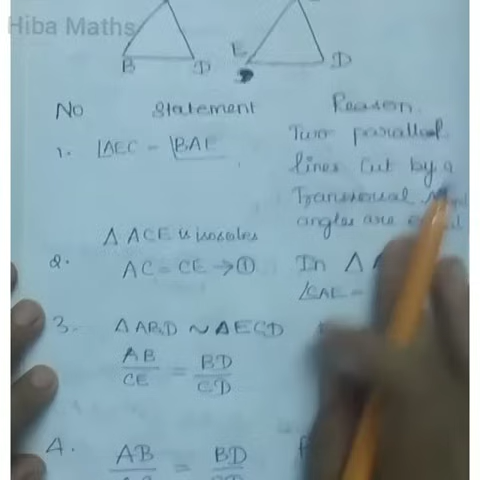 Hiba Maths
B D E D
No Statement Reason
1. ∠AEC = ∠BAE Two parallel
lines cut by a
Transversal
angles are
Δ ACE is isosceles
2. AC = CE → ① In Δ
∠CAE =
3. Δ ABD ~ Δ ECD
AB/CE = BD/CD
4. AB = BD